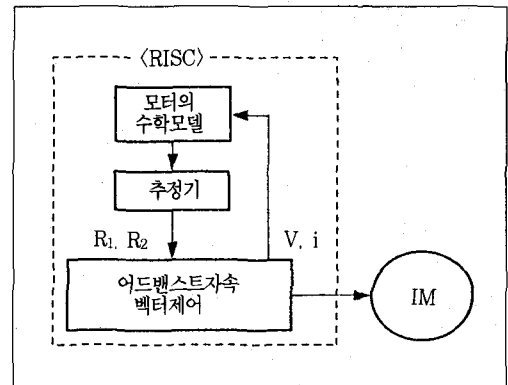 〈RISC〉
모터의
수학모델
추정기
R₁, R₂
V, i
어드밴스트자속
벡터제어
IM